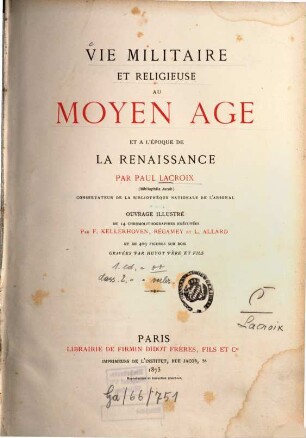 VIE MILITAIRE
ET RELIGIEUSE
AU
MOYEN AGE
ET A L'ÉPOQUE DE
LA RENAISSANCE
PAR PAUL LACROIX
(Bibliophile Jacob)
CONSERVATEUR DE LA BIBLIOTHÈQUE NATIONALE DE L'ARSENAL
OUVRAGE ILLUSTRÉ
DE 14 CHROMOLITHOGRAPHIES EXÉCUTÉES
PAR F. KELLERHOVEN, RÉGAMEY ET L. ALLARD
ET DE 409 FIGURES SUR BOIS
GRAVÉES PAR HUYOT PÈRE ET FILS
Lacroix
PARIS
LIBRAIRIE DE FIRMIN DIDOT FRÈRES, FILS ET Cie
IMPRIMEURS DE L'INSTITUT, RUE JACOB, 56
1873
Ga/66/751